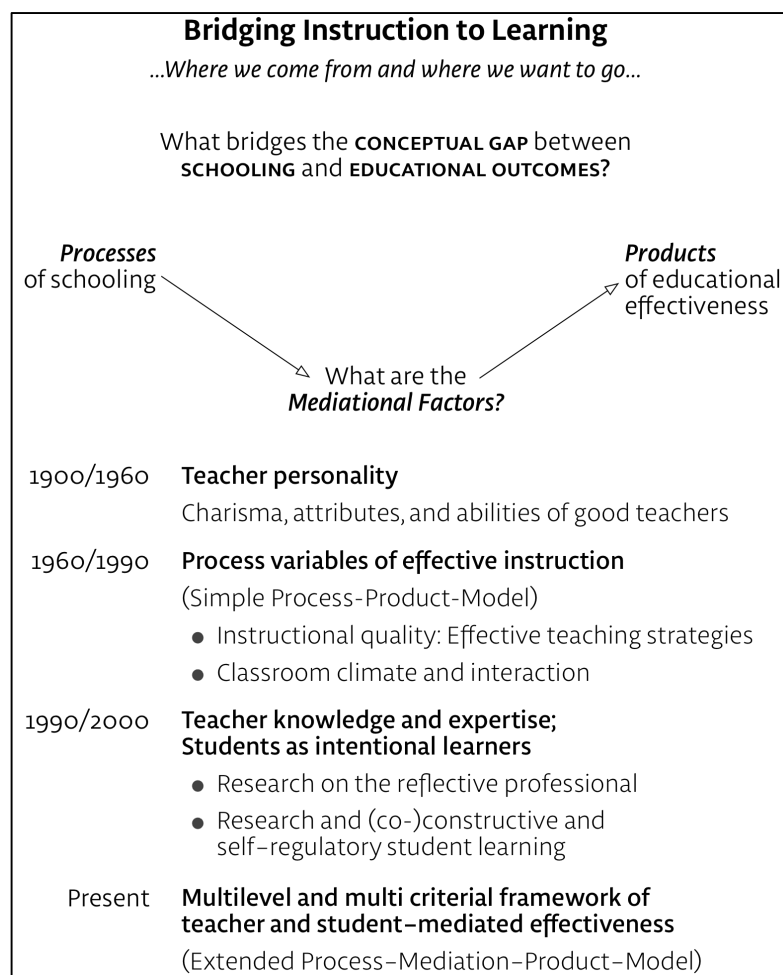 Bridging Instruction to Learning
...Where we come from and where we want to go...
What bridges the CONCEPTUAL GAP between
SCHOOLING and EDUCATIONAL OUTCOMES?
Processes
of schooling
Products
of educational
effectiveness
What are the
Mediational Factors?
1900/1960 Teacher personality
Charisma, attributes, and abilities of good teachers
1960/1990 Process variables of effective instruction
(Simple Process-Product-Model)
● Instructional quality: Effective teaching strategies
● Classroom climate and interaction
1990/2000 Teacher knowledge and expertise;
Students as intentional learners
● Research on the reflective professional
● Research and (co-)constructive and
self-regulatory student learning
Present Multilevel and multi criterial framework of
teacher and student-mediated effectiveness
(Extended Process-Mediation-Product-Model)